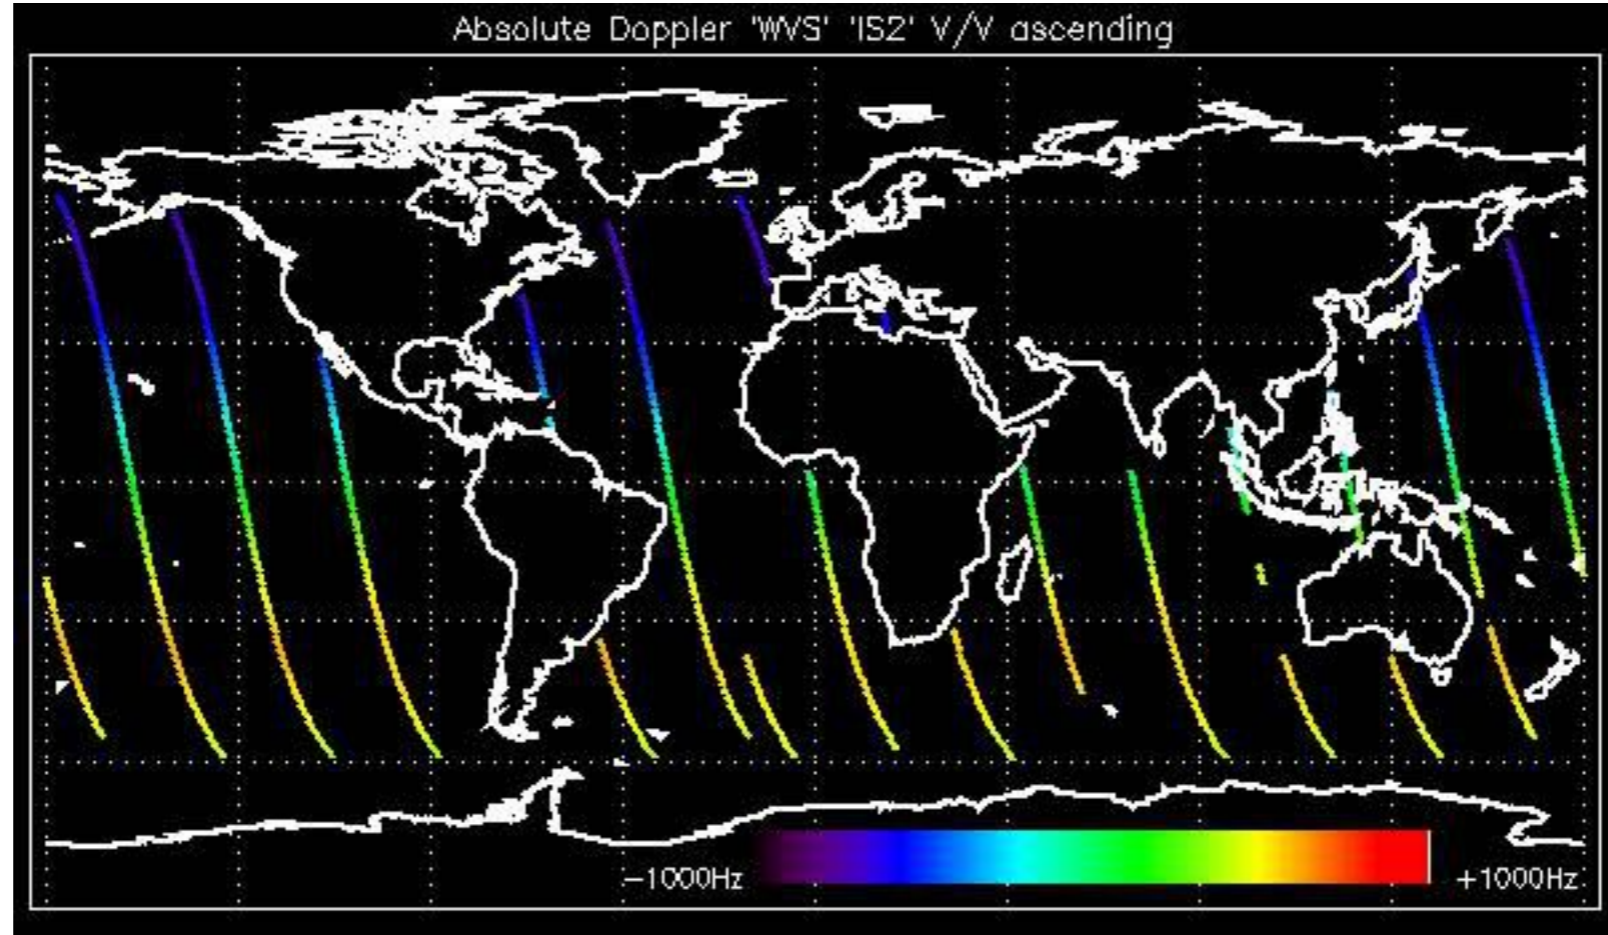 Absolute Doppler 'WVS' 'IS2' V/V ascending
-1000Hz
+1000Hz